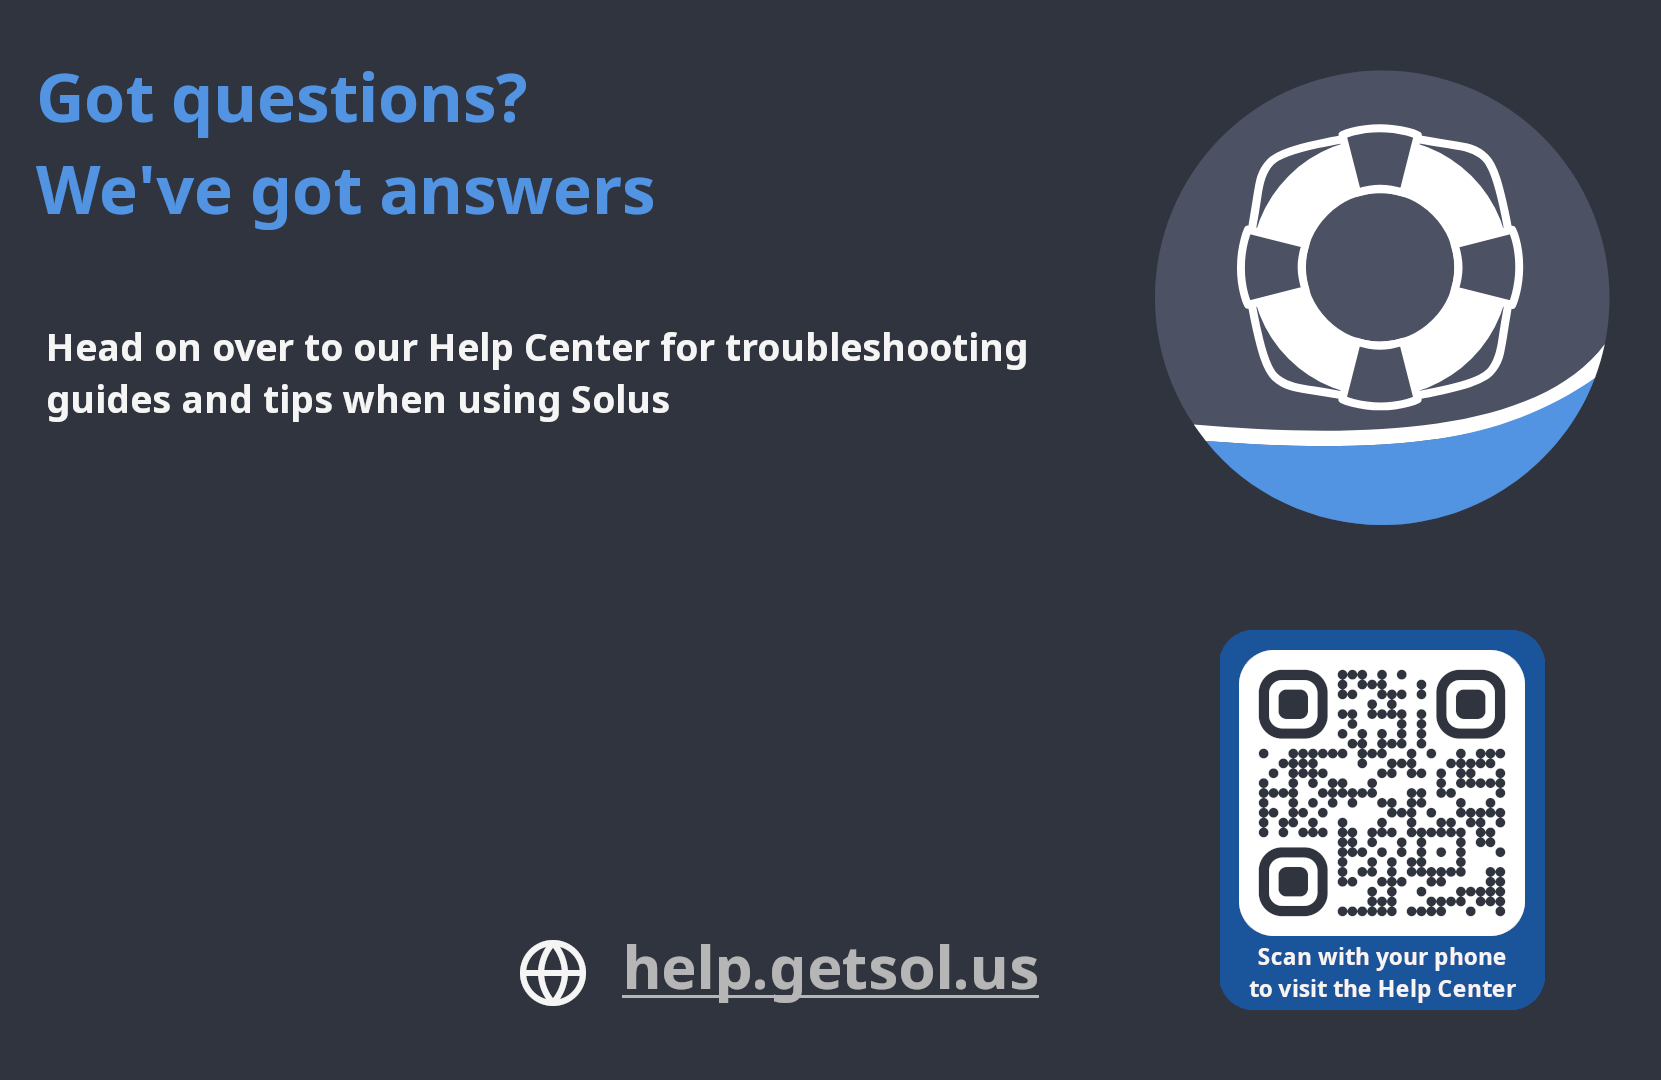 Got questions?
We've got answers
Head on over to our Help Center for troubleshooting
guides and tips when using Solus
help.getsol.us
Scan with your phone
to visit the Help Center